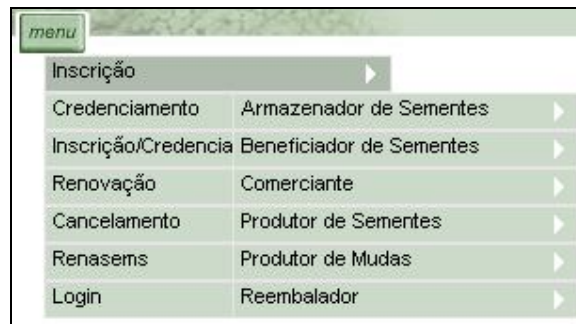 menu
Inscrição
Credenciamento Armazenador de Sementes
Inscrição/Credencia Beneficiador de Sementes
Renovação Comerciante
Cancelamento Produtor de Sementes
Renasems Produtor de Mudas
Login Reembalador